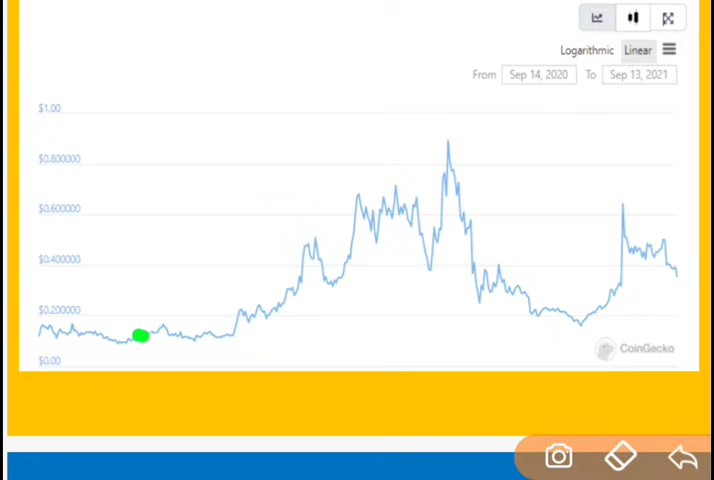 Logarithmic Linear
From Sep 14, 2020 To Sep 13, 2021
$1.00
$0.800000
$0.600000
$0.400000
$0.200000
$0.00
CoinGecko